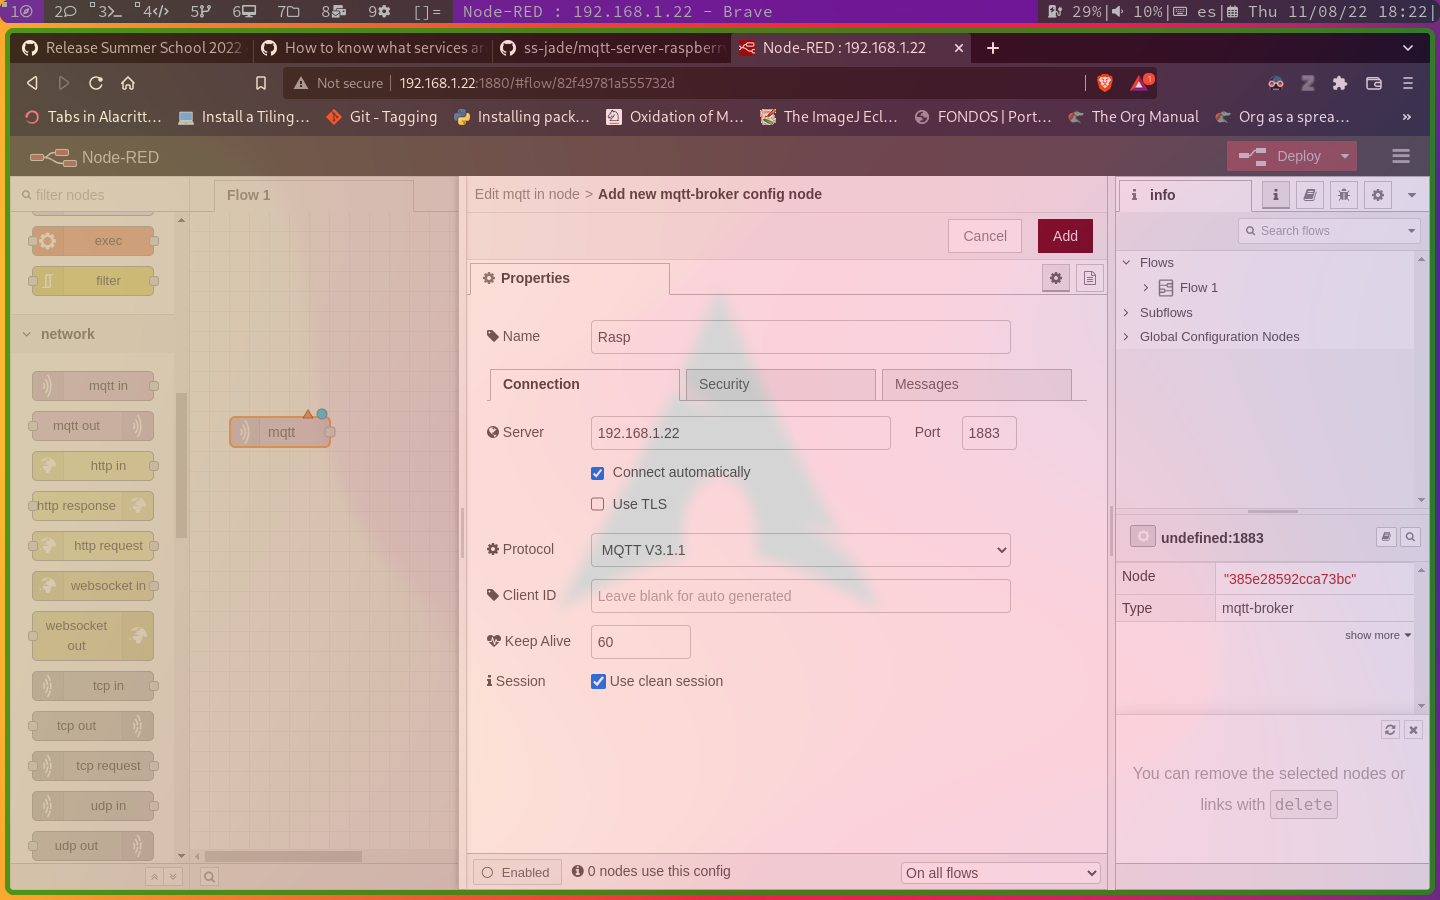 1 2 3 4 5 6 7 8 9 []= Node-RED : 192.168.1.22 - Brave 29%| 10%| es| Thu 11/08/22 18:22|
Release Summer School 2022 How to know what services ar ss-jade/mqtt-server-raspberr Node-RED : 192.168.1.22
Not secure 192.168.1.22:1880/#flow/82f49781a555732d 1
Tabs in Alacritt… Install a Tiling… Git - Tagging Installing pack… Oxidation of M… The ImageJ Ecl… FONDOS | Port… The Org Manual Org as a sprea… »
Node-RED Deploy
filter nodes
Flow 1
exec
filter
network
mqtt in
mqtt out
http in
http response
http request
websocket in
websocket
out
tcp in
tcp out
tcp request
udp in
udp out
mqtt
Edit mqtt in node > Add new mqtt-broker config node
Cancel Add
Properties
Name Rasp
Connection Security Messages
Server 192.168.1.22 Port 1883
Connect automatically
Use TLS
Protocol MQTT V3.1.1
Client ID Leave blank for auto generated
Keep Alive 60
Session Use clean session
Enabled 0 nodes use this config On all flows
info
Search flows
Flows
Flow 1
Subflows
Global Configuration Nodes
undefined:1883
Node "385e28592cca73bc"
Type mqtt-broker
show more
You can remove the selected nodes or
links with delete